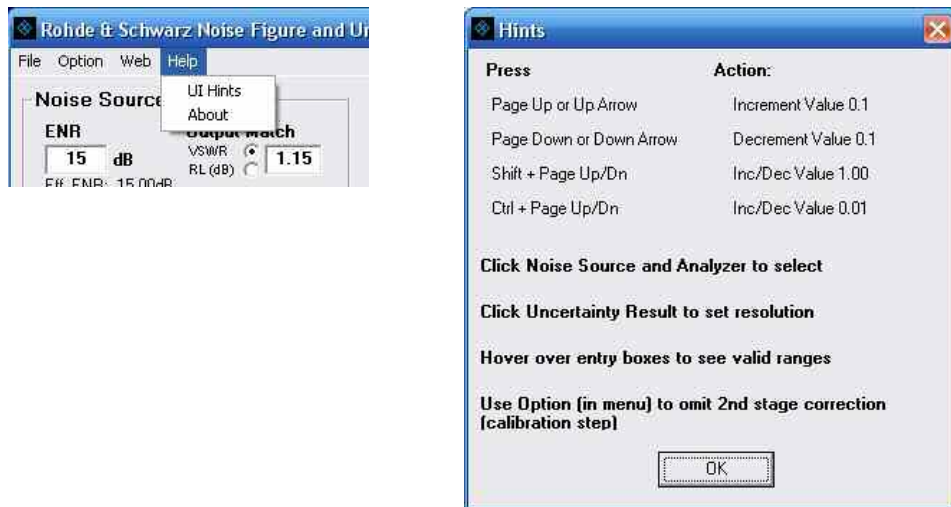 Rohde & Schwarz Noise Figure and Un
File Option Web Help
UI Hints
About
Noise Source
ENR
Output Match
15 dB
VSWR
RL (dB)
1.15
Eff. ENR: 15.00dB
Hints
Press Action:
Page Up or Up Arrow Increment Value 0.1
Page Down or Down Arrow Decrement Value 0.1
Shift + Page Up/Dn Inc/Dec Value 1.00
Ctrl + Page Up/Dn Inc/Dec Value 0.01
Click Noise Source and Analyzer to select
Click Uncertainty Result to set resolution
Hover over entry boxes to see valid ranges
Use Option (in menu) to omit 2nd stage correction
(calibration step)
OK